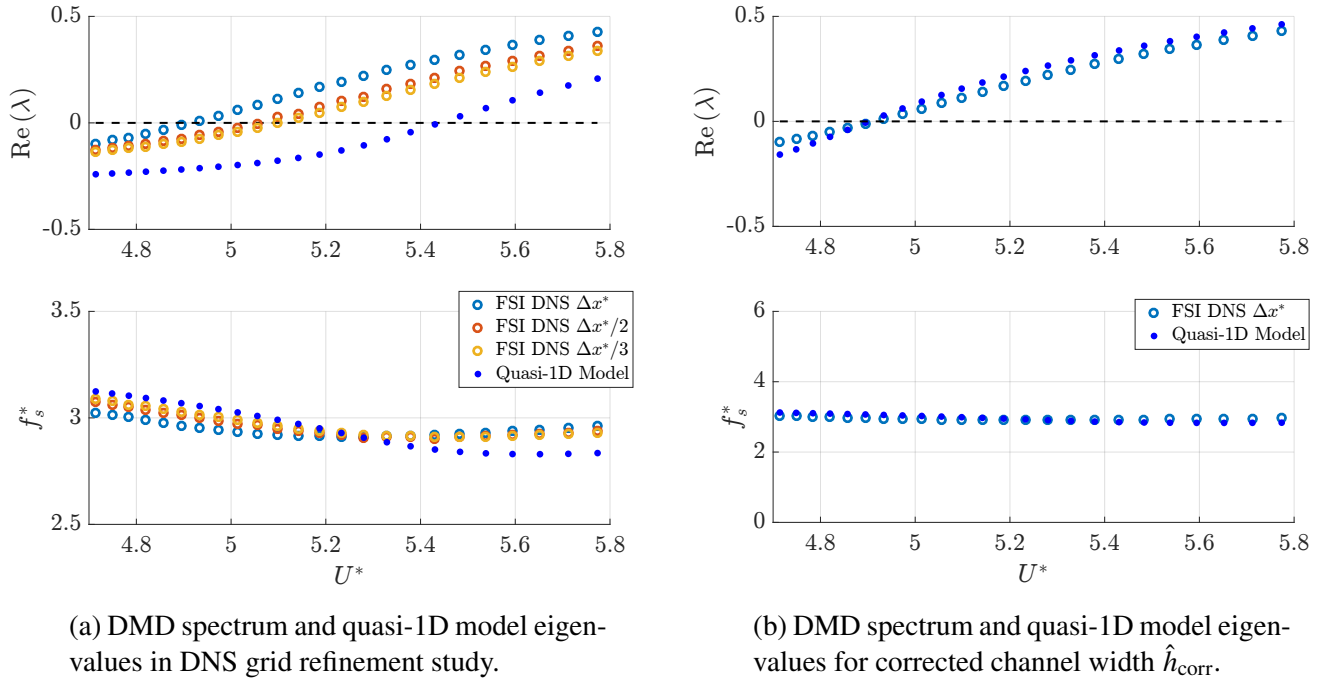 0.5
0
-0.5
Re (λ)
4.8 5 5.2 5.4 5.6 5.8
3.5
3
2.5
f*s
FSI DNS Δx*
FSI DNS Δx*/2
FSI DNS Δx*/3
Quasi-1D Model
4.8 5 5.2 5.4 5.6 5.8
U*
(a) DMD spectrum and quasi-1D model eigen-
values in DNS grid refinement study.
0.5
0
-0.5
Re (λ)
4.8 5 5.2 5.4 5.6 5.8
6
4
2
0
f*s
FSI DNS Δx*
Quasi-1D Model
4.8 5 5.2 5.4 5.6 5.8
U*
(b) DMD spectrum and quasi-1D model eigen-
values for corrected channel width ĥcorr.